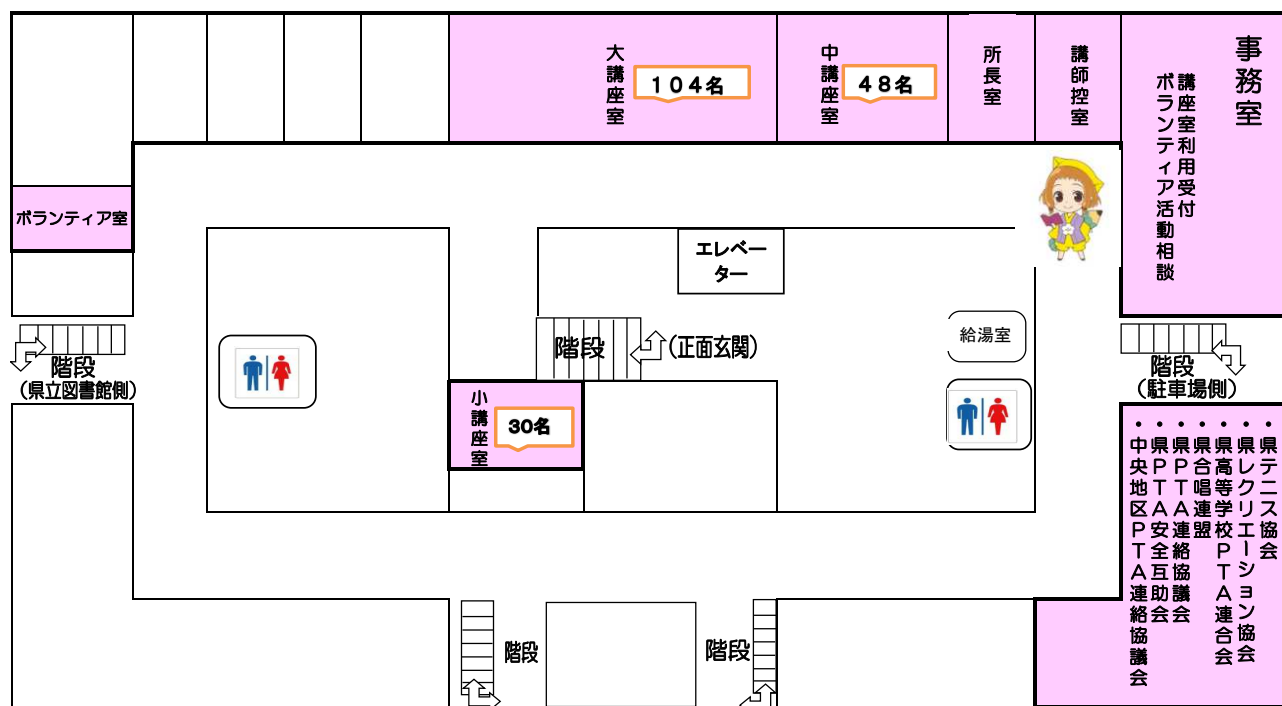 大講座室
104名
中講座室
48名
所長室
講師控室
事務室
講座室利用受付
ボランティア活動相談
ボランティア室
エレベー
ター
階段
(県立図書館側)
階段
(正面玄関)
給湯室
階段
(駐車場側)
小講座室
30名
・県テニス協会
・県レクリエーション協会
・県高等学校PTA連合会
・県合唱連盟
・県PTA連絡協議会
・県PTA安全互助会
・中央地区PTA連絡協議会
階段
階段